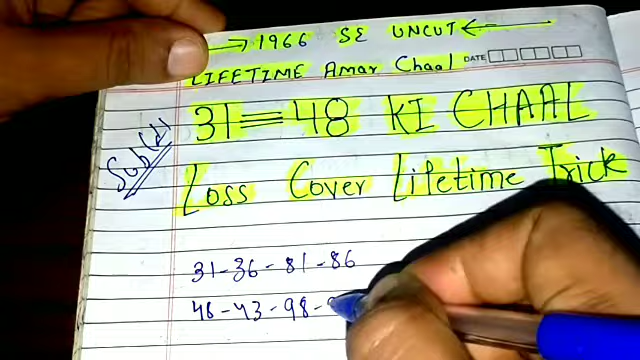 → 1966 SE UNCUT ←
LIFETIME Amar Chaal DATE
31 = 48 KI CHAAL
Loss Cover Lifetime Trick
31-36-81-86
48-43-98-